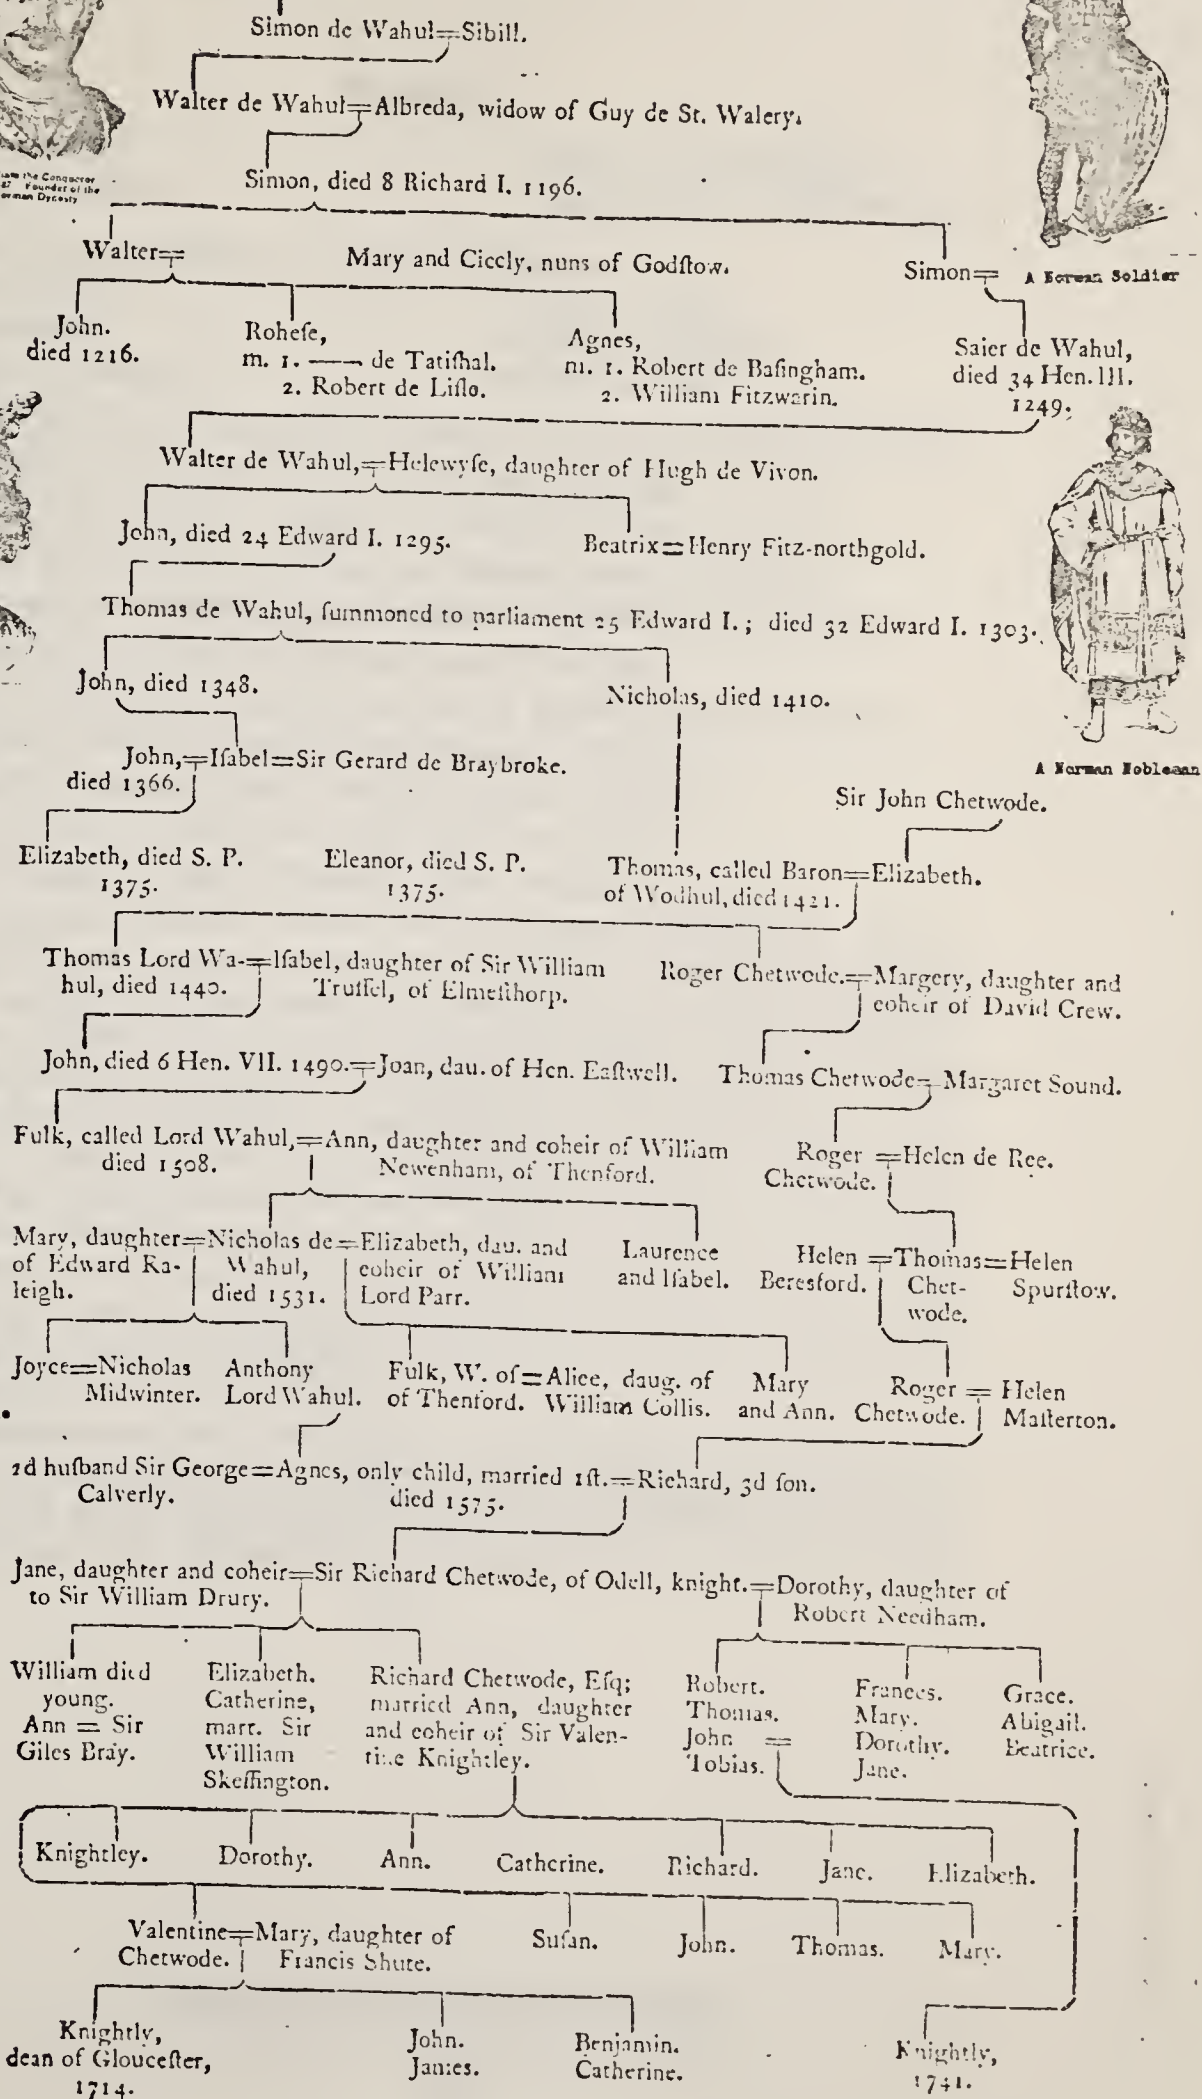 Simon de Wahul=Sibill.
Walter de Wahul=Albreda, widow of Guy de St. Walery.
the Conqueror
Founder of the
Dynasty
Simon, died 8 Richard I. 1196.
Walter=
Mary and Cicely, nuns of Godſtow.
Simon=
A Norman Soldier
John.
died 1216.
Roheſe,
m. 1. —— de Tatiſhal.
2. Robert de Liſlo.
Agnes,
m. 1. Robert de Baſingham.
2. William Fitzwarin.
Saier de Wahul,
died 34 Hen. III.
1249.
Walter de Wahul,=Helewyſe, daughter of Hugh de Vivon.
John, died 24 Edward I. 1295.
Beatrix=Henry Fitz-northgold.
Thomas de Wahul, ſummoned to parliament 25 Edward I.; died 32 Edward I. 1303.
John, died 1348.
Nicholas, died 1410.
John,=Iſabel=Sir Gerard de Braybroke.
died 1366.
A Norman Nobleman
Sir John Chetwode.
Elizabeth, died S. P.
1375.
Eleanor, died S. P.
1375.
Thomas, called Baron=Elizabeth.
of Wodhul, died 1421.
Thomas Lord Wa-=Iſabel, daughter of Sir William
hul, died 1440. Truſſel, of Elmeſthorp.
Roger Chetwode.=Margery, daughter and
coheir of David Crew.
John, died 6 Hen. VII. 1490.=Joan, dau. of Hen. Eaſtwell.
Thomas Chetwode=Margaret Sound.
Fulk, called Lord Wahul,=Ann, daughter and coheir of William
died 1508. Newenham, of Thenford.
Roger =Helen de Ree.
Chetwode.
Mary, daughter=Nicholas de=Elizabeth, dau. and
of Edward Ra- Wahul, coheir of William
leigh. died 1531. Lord Parr.
Laurence
and Iſabel.
Helen =Thomas=Helen
Beresford. Chet- Spurſtow.
wode.
Joyce=Nicholas
Midwinter.
Anthony
Lord Wahul.
Fulk, W. of=Alice, daug. of
of Thenford. William Collis.
Mary
and Ann.
Roger = Helen
Chetwode. Maſterton.
2d huſband Sir George=Agnes, only child, married 1ſt.=Richard, 3d ſon.
Calverly. died 1575.
Jane, daughter and coheir=Sir Richard Chetwode, of Odell, knight.=Dorothy, daughter of
to Sir William Drury. Robert Needham.
William died
young.
Ann = Sir
Giles Bray.
Elizabeth.
Catherine,
marr. Sir
William
Skeffington.
Richard Chetwode, Eſq;
married Ann, daughter
and coheir of Sir Valen-
tine Knightley.
Robert.
Thomas.
John =
Tobias.
Frances.
Mary.
Dorothy.
Jane.
Grace.
Abigail.
Beatrice.
Knightley. Dorothy. Ann. Catherine. Richard. Jane. Elizabeth.
Valentine=Mary, daughter of
Chetwode. Francis Shute.
Suſan. John. Thomas. Mary.
Knightly,
dean of Glouceſter,
1714.
John.
James.
Benjamin.
Catherine.
Knightly,
1741.